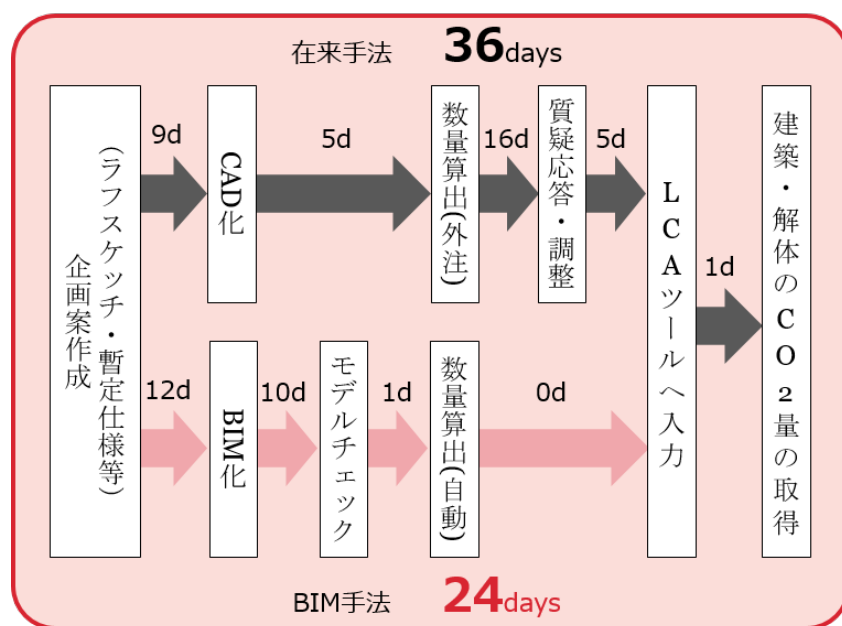 在来手法 36days
企画案作成
(ラフスケッチ・暫定仕様等)
9d
CAD化
5d
数量算出(外注)
16d
質疑応答・調整
5d
12d
BIM化
10d
モデルチェック
1d
数量算出(自動)
0d
LCAツールへ入力
1d
建築・解体のCO2量の取得
BIM手法 24days